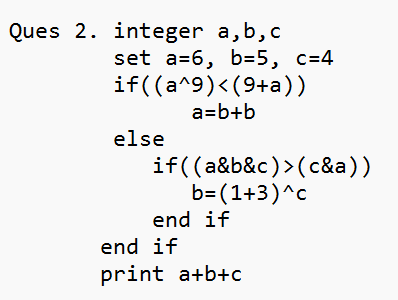 Ques 2. integer a,b,c
set a=6, b=5, c=4
if((a^9)<(9+a))
a=b+b
else
if((a&b&c)>(c&a))
b=(1+3)^c
end if
end if
print a+b+c